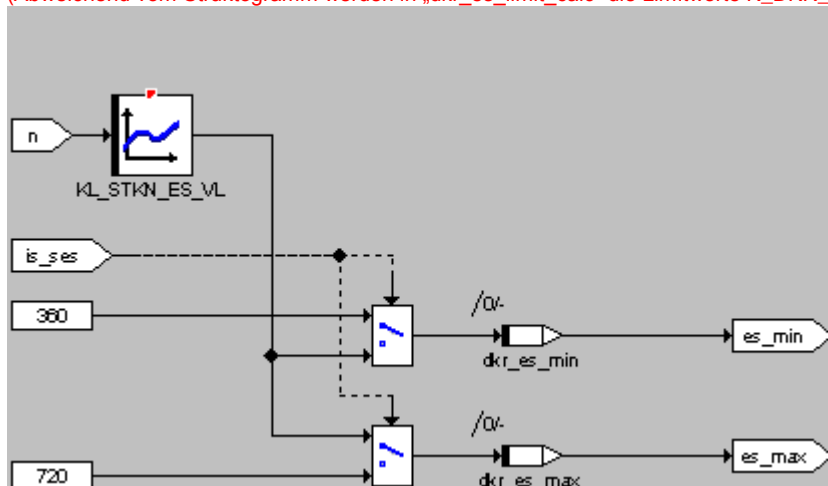 (Abweichend vom Struktogramm werden in „dkr_es_limit_calc“ die Limitwerte K_DKR_
n
KL_STKN_ES_VL
is_ses
360
/0/-
dkr_es_min
es_min
/0/-
720
dkr_es_max
es_max